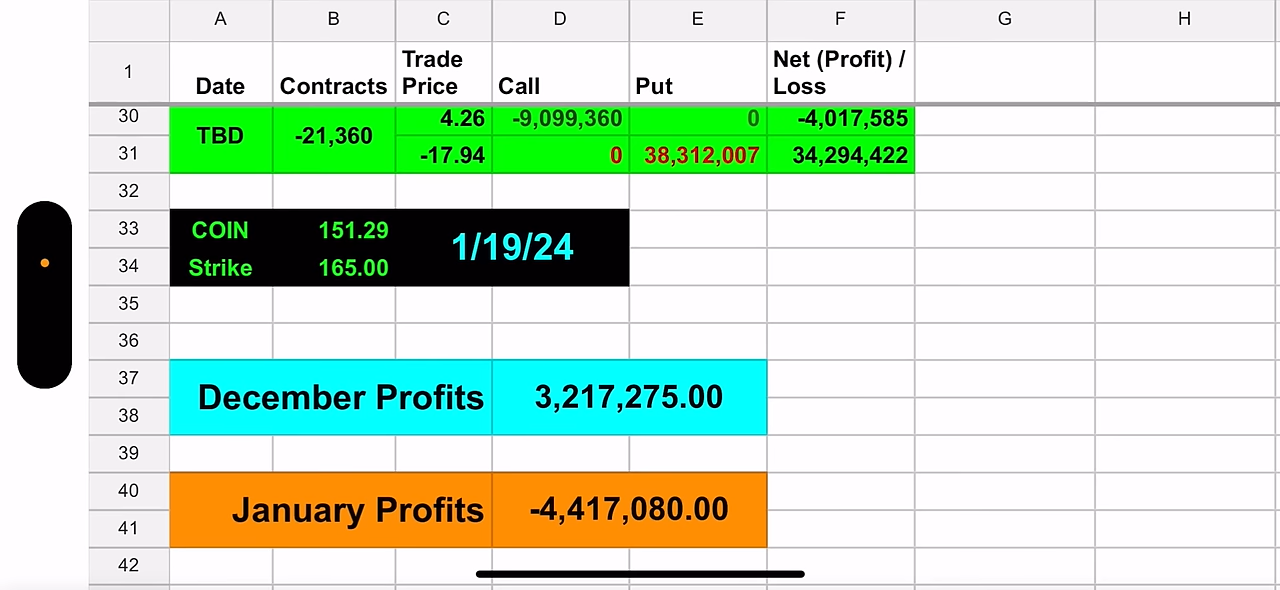 A B C D E F G H
1 Date Contracts Trade Price Call Put Net (Profit) / Loss
30 TBD -21,360 4.26 -9,099,360 0 -4,017,585
31 -17.94 0 38,312,007 34,294,422
32
33 COIN 151.29 1/19/24
34 Strike 165.00
35
36
37 December Profits 3,217,275.00
38
39
40 January Profits -4,417,080.00
41
42